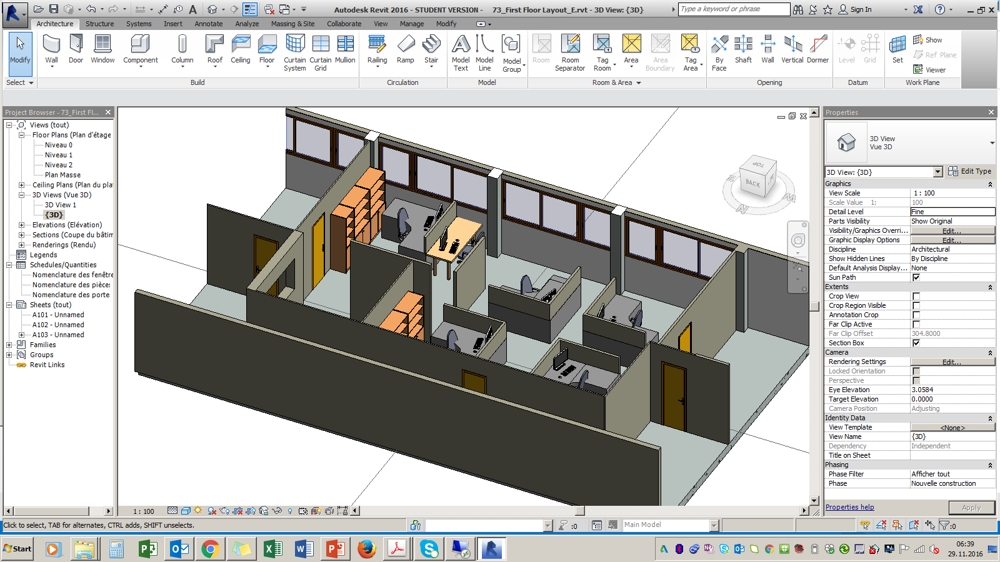 Autodesk Revit 2016 - STUDENT VERSION -    73_First Floor Layout_E.rvt - 3D View: {3D}
Type a keyword or phrase
Sign In
Architecture Structure Systems Insert Annotate Analyze Massing & Site Collaborate View Manage Modify
Modify
Wall
Door
Window
Component
Column
Roof
Ceiling
Floor
Curtain System
Curtain Grid
Mullion
Railing
Ramp
Stair
Model Text
Model Line
Model Group
Room
Room Separator
Tag Room
Area
Area Boundary
Tag Area
By Face
Shaft
Wall
Vertical
Dormer
Level
Grid
Set
Show
Ref Plane
Viewer
Select
Build
Circulation
Model
Room & Area
Opening
Datum
Work Plane
Project Browser - 73_First Fl...
Views (tout)
Floor Plans (Plan d'étage
Niveau 0
Niveau 1
Niveau 2
Plan Masse
Ceiling Plans (Plan du pla
3D Views (Vue 3D)
3D View 1
{3D}
Elevations (Elévation)
Sections (Coupe du bâtim
Renderings (Rendu)
Legends
Schedules/Quantities
Nomenclature des fenêtre
Nomenclature des pièces
Nomenclature des portes
Sheets (tout)
A101 - Unnamed
A102 - Unnamed
A103 - Unnamed
Families
Groups
Revit Links
TOP
BACK
N
Properties
3D View
Vue 3D
3D View: {3D}
Edit Type
Graphics
View Scale 1 : 100
Scale Value 1: 100
Detail Level Fine
Parts Visibility Show Original
Visibility/Graphics Overri... Edit...
Graphic Display Options Edit...
Discipline Architectural
Show Hidden Lines By Discipline
Default Analysis Display... None
Sun Path
Extents
Crop View
Crop Region Visible
Annotation Crop
Far Clip Active
Far Clip Offset 304.8000
Section Box
Camera
Rendering Settings Edit...
Locked Orientation
Perspective
Eye Elevation 3.0584
Target Elevation 0.0000
Camera Position Adjusting
Identity Data
View Template <None>
View Name {3D}
Dependency Independent
Title on Sheet
Phasing
Phase Filter Afficher tout
Phase Nouvelle construction
Properties help
Apply
1 : 100
Click to select, TAB for alternates, CTRL adds, SHIFT unselects.
:0
Main Model
:0
Start
06:39
29.11.2016